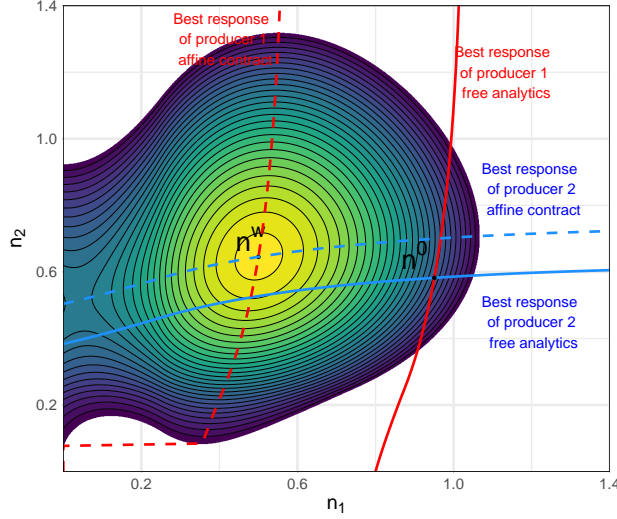 1.4
1.0
0.6
0.2
n2
Best response
of producer 1
affine contract
Best response
of producer 1
free analytics
Best response
of producer 2
affine contract
nw
n0
Best response
of producer 2
free analytics
0.2
0.6
1.0
1.4
n1